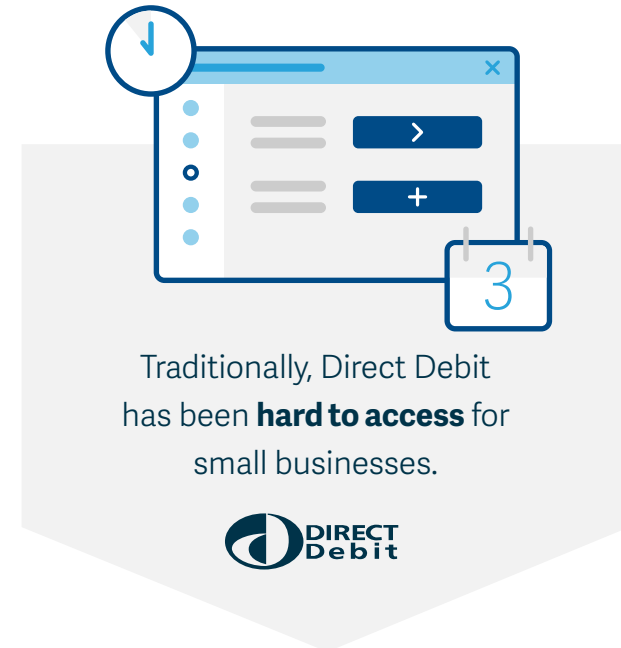 3
Traditionally, Direct Debit
has been hard to access for
small businesses.
DIRECT
Debit